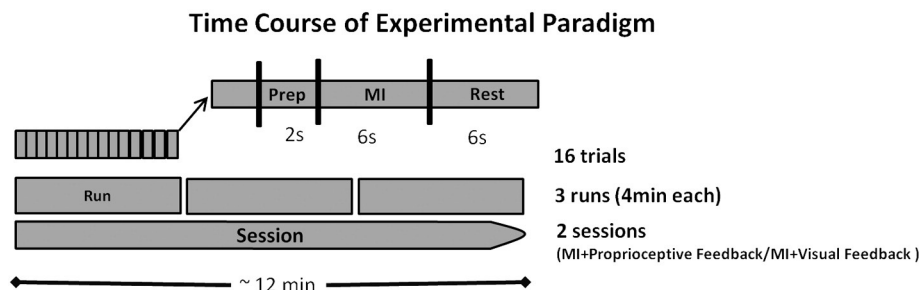 Time Course of Experimental Paradigm
Prep MI Rest
2s 6s 6s
16 trials
Run
3 runs (4min each)
Session
2 sessions
(MI+Proprioceptive Feedback/MI+Visual Feedback )
~ 12 min